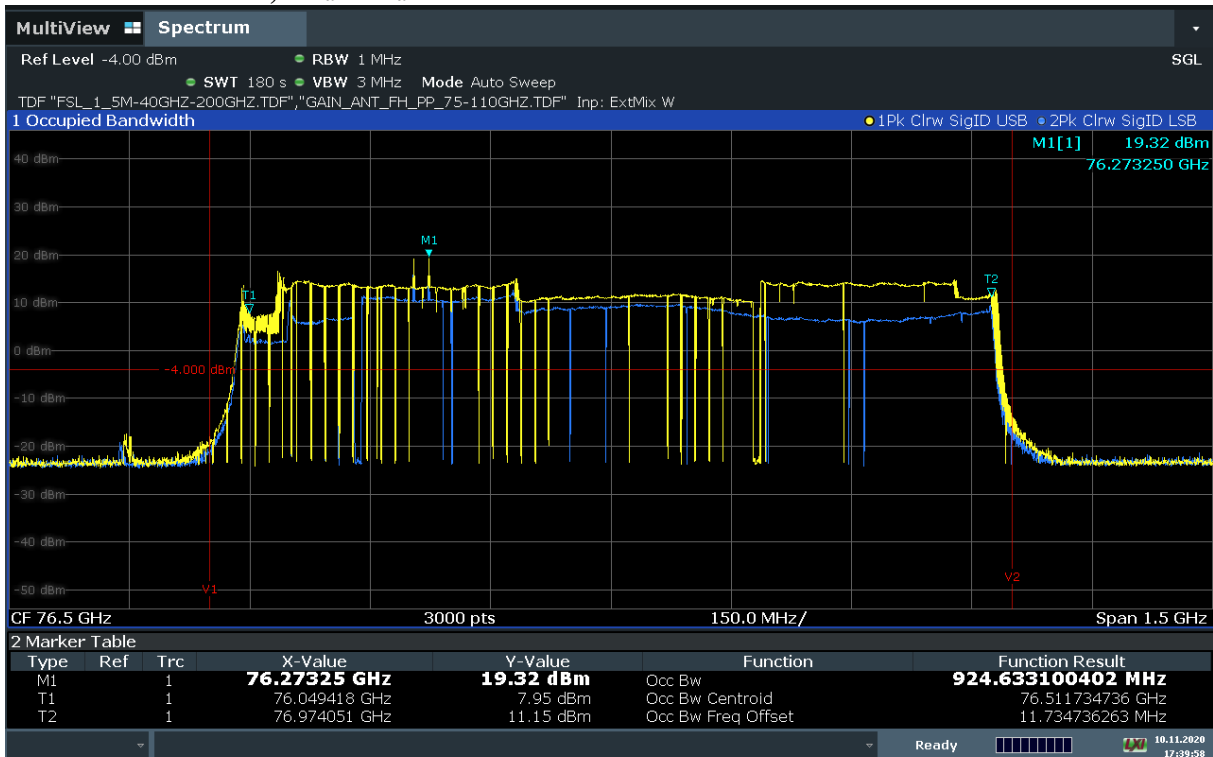 MultiView Spectrum
Ref Level -4.00 dBm RBW 1 MHz SGL
SWT 180 s VBW 3 MHz Mode Auto Sweep
TDF "FSL_1_5M-40GHZ-200GHZ.TDF","GAIN_ANT_FH_PP_75-110GHZ.TDF" Inp: ExtMix W
1 Occupied Bandwidth 1Pk Clrw SigID USB 2Pk Clrw SigID LSB
M1[1] 19.32 dBm
76.273250 GHz
40 dBm
30 dBm
M1
20 dBm
T1 T2
10 dBm
0 dBm
-4.000 dBm
-10 dBm
-20 dBm
-30 dBm
-40 dBm
-50 dBm
V1 V2
CF 76.5 GHz 3000 pts 150.0 MHz/ Span 1.5 GHz
2 Marker Table
Type Ref Trc X-Value Y-Value Function Function Result
M1 1 76.27325 GHz 19.32 dBm Occ Bw 924.633100402 MHz
T1 1 76.049418 GHz 7.95 dBm Occ Bw Centroid 76.511734736 GHz
T2 1 76.974051 GHz 11.15 dBm Occ Bw Freq Offset 11.734736263 MHz
Ready LXI 10.11.2020
17:39:58